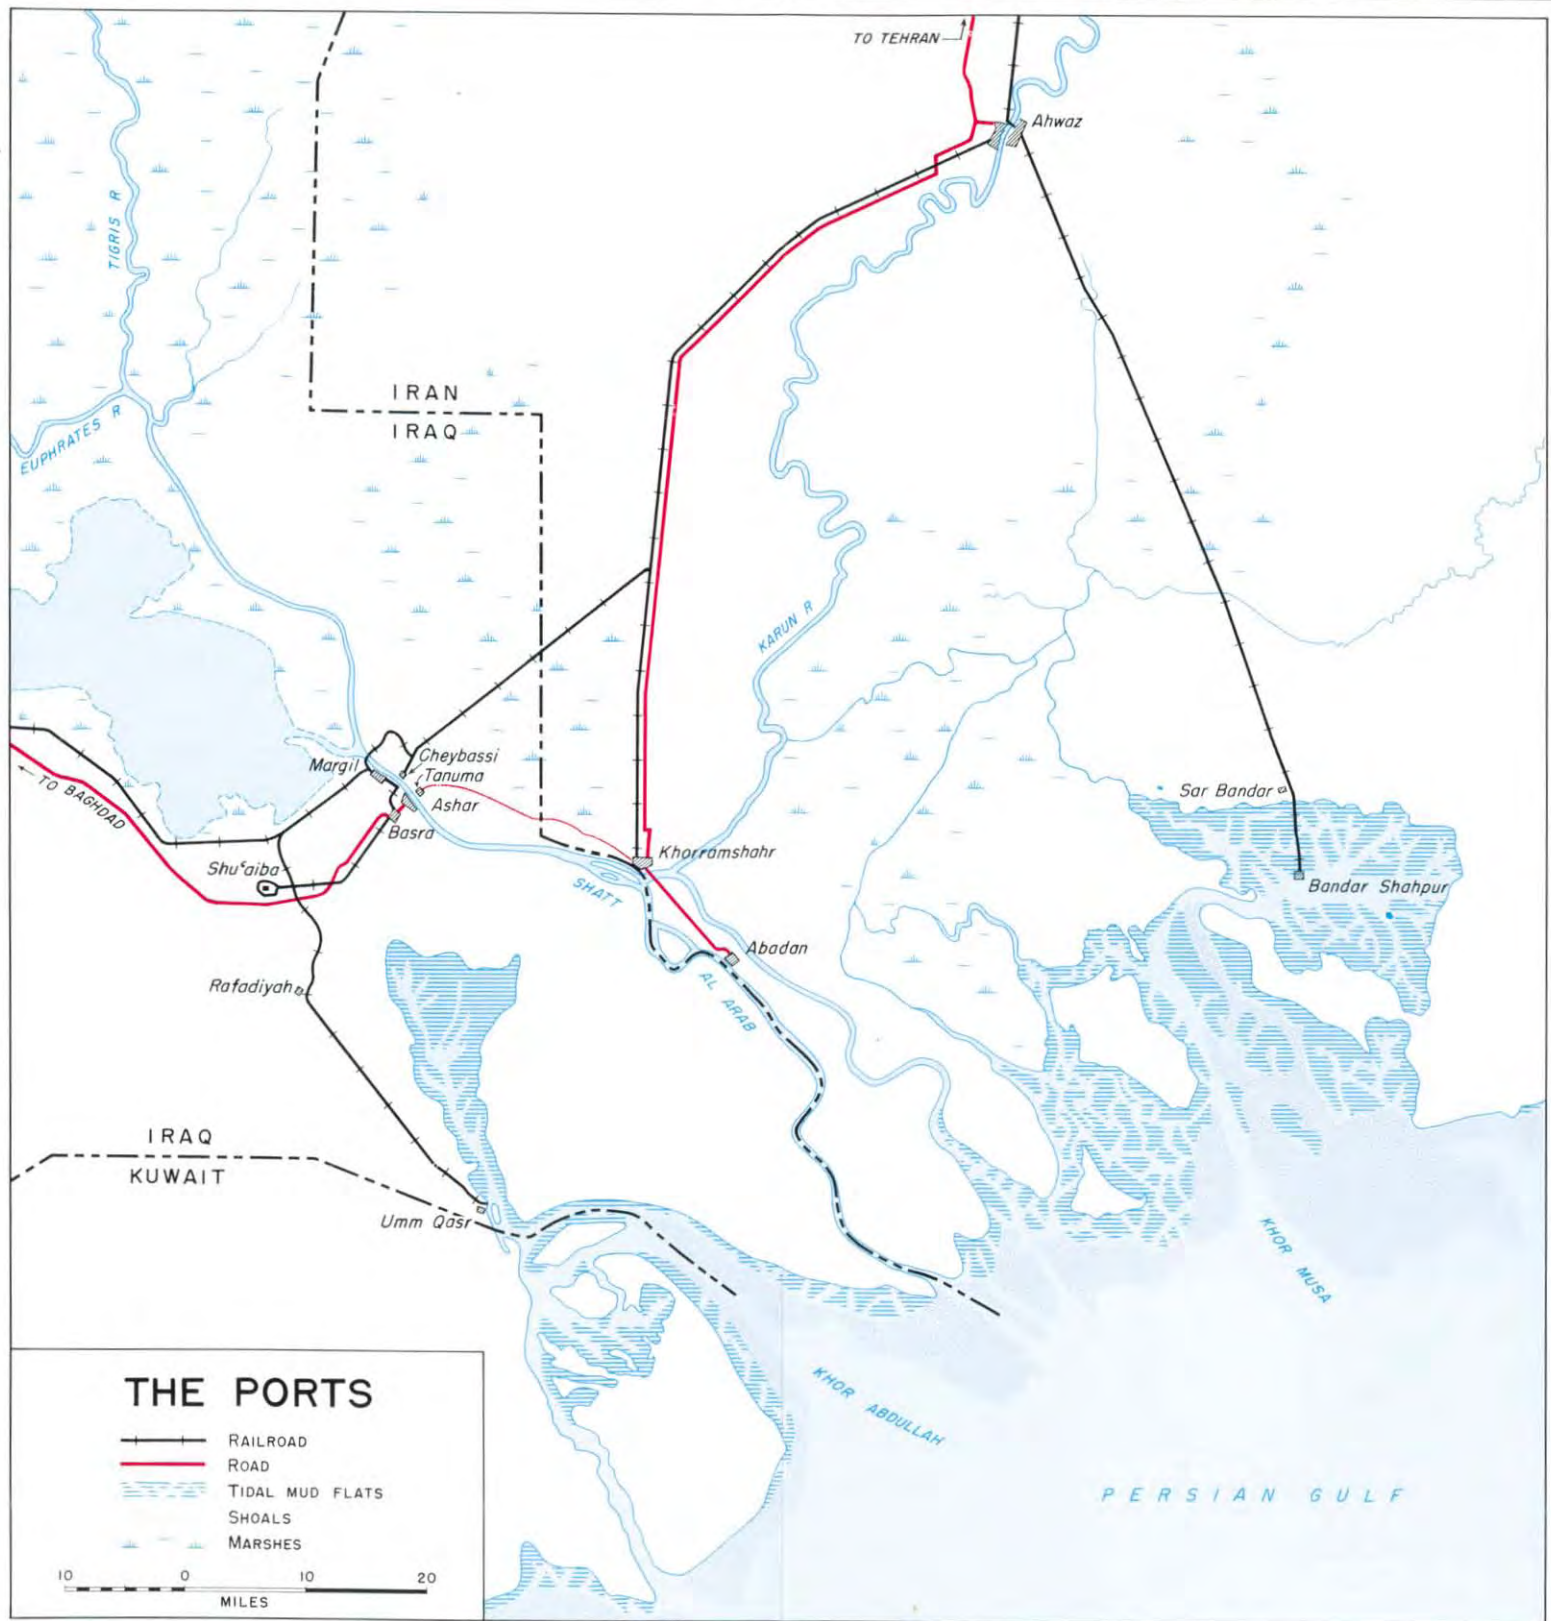 TO TEHRAN
Ahwaz
TIGRIS R
IRAN
IRAQ
EUPHRATES R
KARUN R
Cheybassi
Margil
Tanuma
TO BAGHDAD
Ashar
Sar Bandar
Basra
Khorramshahr
Shu‘aiba
SHATT
Bandar Shahpur
Abadan
Rafadiyah
AL ARAB
IRAQ
KUWAIT
Umm Qasr
KHOR MUSA
KHOR ABDULLAH
PERSIAN GULF
THE PORTS
RAILROAD
ROAD
TIDAL MUD FLATS
SHOALS
MARSHES
10 0 10 20
MILES